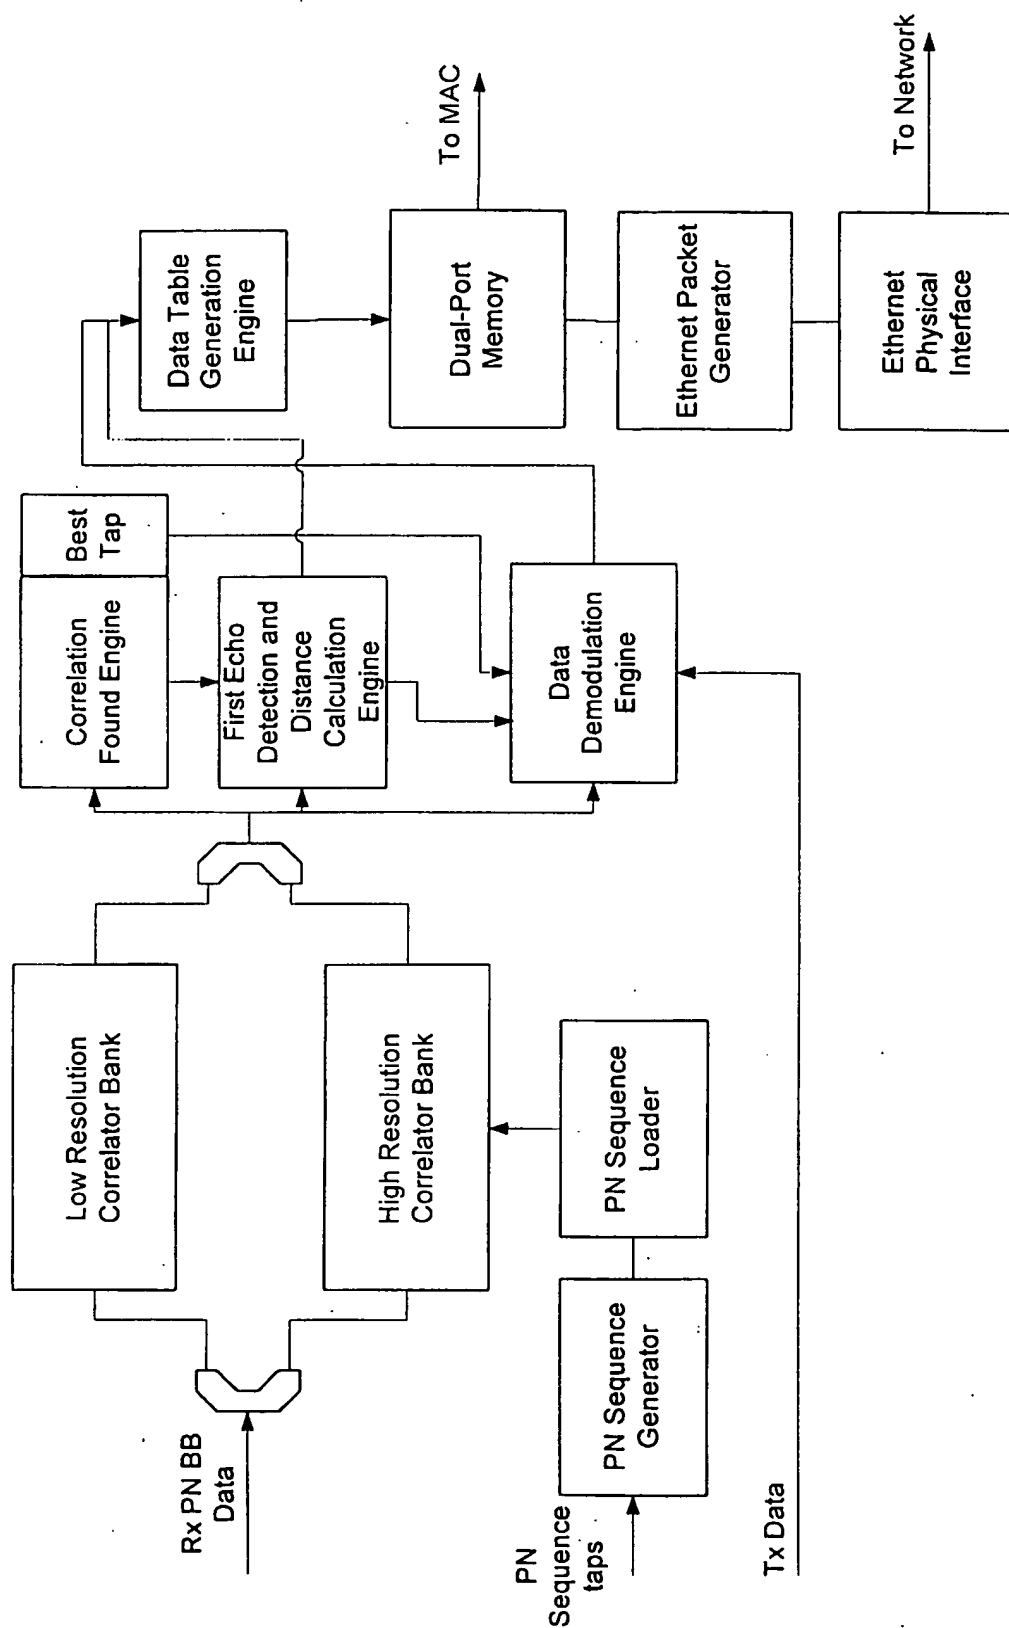 Rx PN BB
Data
Low Resolution
Correlator Bank
High Resolution
Correlator Bank
PN
Sequence
taps
PN Sequence
Generator
PN Sequence
Loader
Tx Data
Correlation
Found Engine
Best
Tap
First Echo
Detection and
Distance
Calculation
Engine
Data
Demodulation
Engine
Data Table
Generation
Engine
Dual-Port
Memory
To MAC
Ethernet Packet
Generator
Ethernet
Physical
Interface
To Network